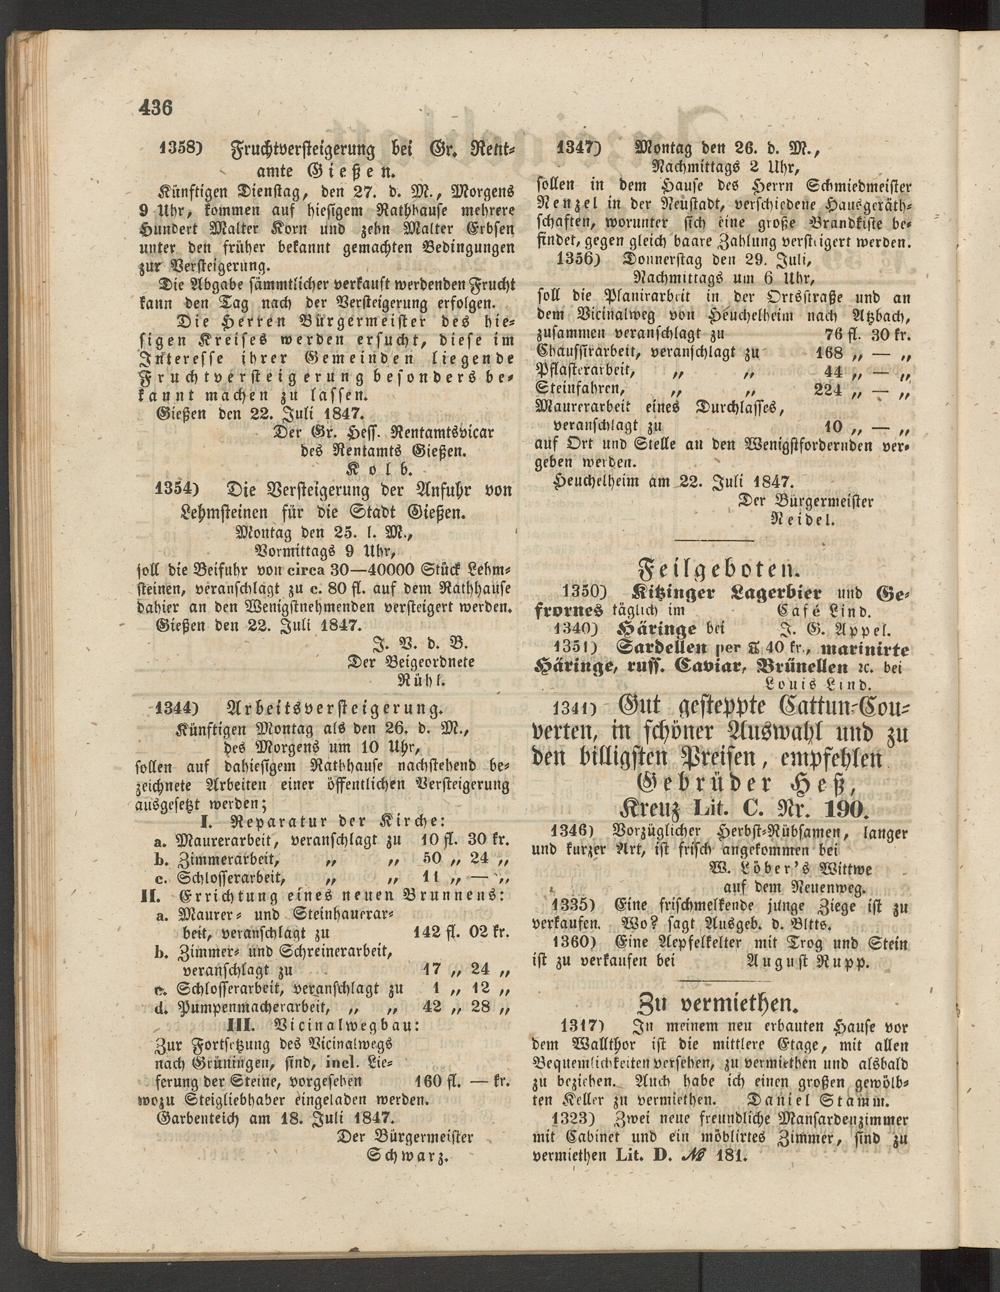 436
1358) Fruchtversteigerung bei Gr. Rent-
amte Gießen.
Künftigen Dienstag, den 27. d. M., Morgens
9 Uhr, kommen auf hiesigem Rathhause mehrere
Hundert Malter Korn und zehn Malter Erbsen
unter den früher bekannt gemachten Bedingungen
zur Versteigerung.
Die Abgabe sämmtlicher verkauft werdenden Frucht
kann den Tag nach der Versteigerung erfolgen.
Die Herren Bürgermeister des hie-
sigen Kreises werden ersucht, diese im
Interesse ihrer Gemeinden liegende
Fruchtversteigerung besonders be-
kannt machen zu lassen.
Gießen den 22. Juli 1847.
Der Gr. Hess. Rentamtsvicar
des Rentamts Gießen.
Kolb.
1354) Die Versteigerung der Anfuhr von
Lehmsteinen für die Stadt Gießen.
Montag den 25. l. M.,
Vormittags 9 Uhr,
soll die Beifuhr von circa 30—40000 Stück Lehm-
steinen, veranschlagt zu c. 80 fl. auf dem Rathhause
dahier an den Wenigstnehmenden versteigert werden.
Gießen den 22. Juli 1847.
J. V. d. B.
Der Beigeordnete
Rühl.
1344) Arbeitsversteigerung.
Künftigen Montag als den 26. d. M.,
des Morgens um 10 Uhr,
sollen auf dahiesigem Rathhause nachstehend be-
zeichnete Arbeiten einer öffentlichen Versteigerung
ausgesetzt werden;
I. Reparatur der Kirche:
a. Maurerarbeit, veranschlagt zu 10 fl. 30 kr.
b. Zimmerarbeit, „ „ 50 „ 24 „
c. Schlosserarbeit, „ „ 11 „ — „
II. Errichtung eines neuen Brunnens:
a. Maurer- und Steinhauerar-
beit, veranschlagt zu 142 fl. 02 kr.
b. Zimmer- und Schreinerarbeit,
veranschlagt zu 17 „ 24 „
c. Schlosserarbeit, veranschlagt zu 1 „ 12 „
d. Pumpenmacherarbeit, „ „ 42 „ 28 „
III. Vicinalwegbau:
Zur Fortsetzung des Vicinalwegs
nach Grüningen, sind, incl. Lie-
ferung der Steine, vorgesehen 160 fl. — kr.
wozu Steigliebhaber eingeladen werden.
Garbenteich am 18. Juli 1847.
Der Bürgermeister
Schwarz.
1347) Montag den 26. d. M.,
Nachmittags 2 Uhr,
sollen in dem Hause des Herrn Schmiedmeister
Renzel in der Neustadt, verschiedene Hausgeräth-
schaften, worunter sich eine große Brandkiste be-
findet, gegen gleich baare Zahlung versteigert werden.
1356) Donnerstag den 29. Juli,
Nachmittags um 6 Uhr,
soll die Planirarbeit in der Ortsstraße und an
dem Vicinalweg von Heuchelheim nach Atzbach,
zusammen veranschlagt zu 76 fl. 30 kr.
Chaussirarbeit, veranschlagt zu 168 „ — „
Pflasterarbeit, „ „ 44 „ — „
Steinfahren, „ „ 224 „ — „
Maurerarbeit eines Durchlasses,
veranschlagt zu 10 „ — „
auf Ort und Stelle an den Wenigstfordernden ver-
geben werden.
Heuchelheim am 22. Juli 1847.
Der Bürgermeister
Reidel.
Feilgeboten.
1350) Kitzinger Lagerbier und Ge-
frornes täglich im Café Lind.
1340) Häringe bei J. G. Appel.
1351) Sardellen per ℔ 40 kr., marinirte
Häringe, russ. Caviar, Brünellen ꝛc. bei
Louis Lind.
1341) Gut gesteppte Cattun-Cou-
verten, in schöner Auswahl und zu
den billigsten Preisen, empfehlen
Gebrüder Heß,
Kreuz Lit. C. Nr. 190.
1346) Vorzüglicher Herbst-Rübsamen, langer
und kurzer Art, ist frisch angekommen bei
W. Löber's Wittwe
auf dem Neuenweg.
1335) Eine frischmelkende junge Ziege ist zu
verkaufen. Wo? sagt Ausgeb. d. Bltts.
1360) Eine Aepfelkelter mit Trog und Stein
ist zu verkaufen bei August Rupp.
Zu vermiethen.
1317) In meinem neu erbauten Hause vor
dem Wallthor ist die mittlere Etage, mit allen
Bequemlichkeiten versehen, zu vermiethen und alsbald
zu beziehen. Auch habe ich einen großen gewölb-
ten Keller zu vermiethen. Daniel Stamm.
1323) Zwei neue freundliche Mansardenzimmer
mit Cabinet und ein möblirtes Zimmer, sind zu
vermiethen Lit. D. № 181.